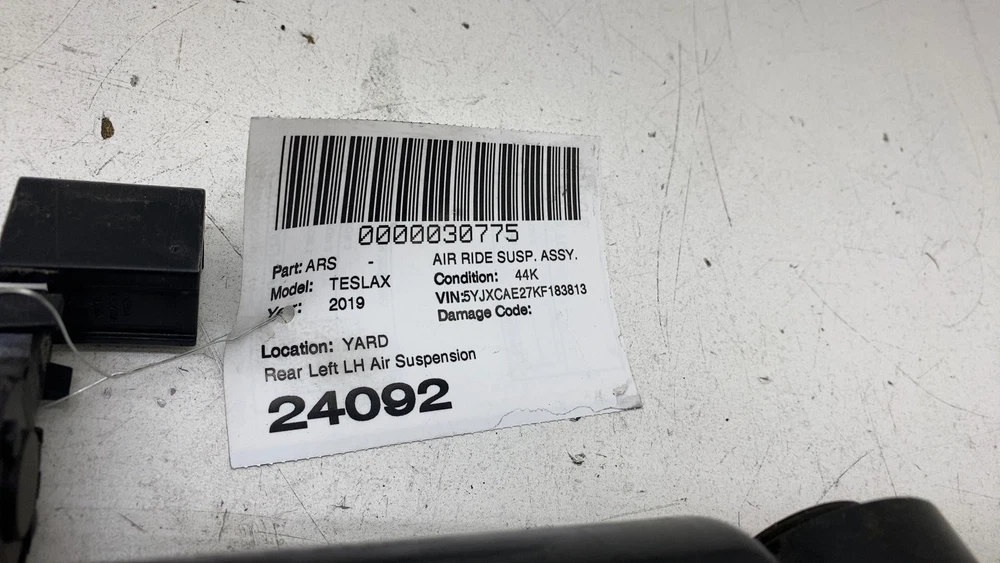 0000030775
Part: ARS - AIR RIDE SUSP. ASSY.
Model: TESLAX Condition: 44K
Year: 2019 VIN:5YJXCAE27KF183813
Damage Code:
Location: YARD
Rear Left LH Air Suspension
24092